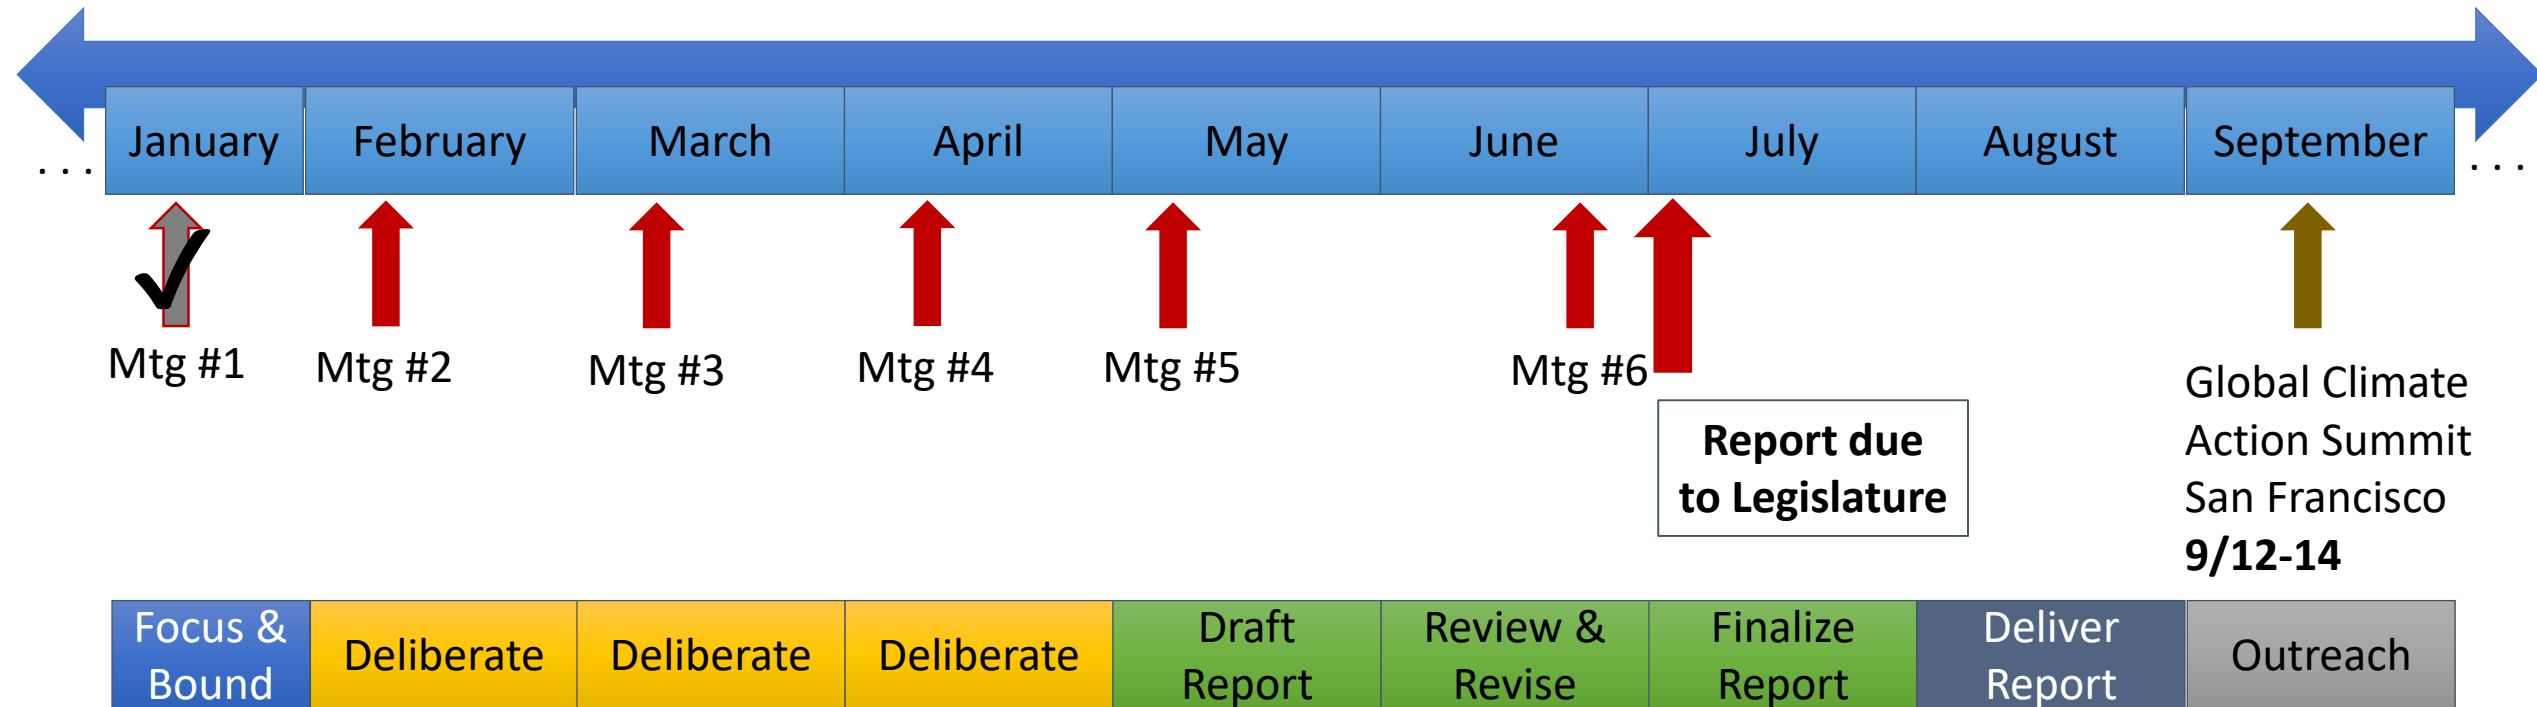 January February March April May June July August September
. . . . . .
Mtg #1 Mtg #2 Mtg #3 Mtg #4 Mtg #5 Mtg #6
Report due
to Legislature
Global Climate
Action Summit
San Francisco
9/12-14
Focus &
Bound
Deliberate
Deliberate
Deliberate
Draft
Report
Review &
Revise
Finalize
Report
Deliver
Report
Outreach